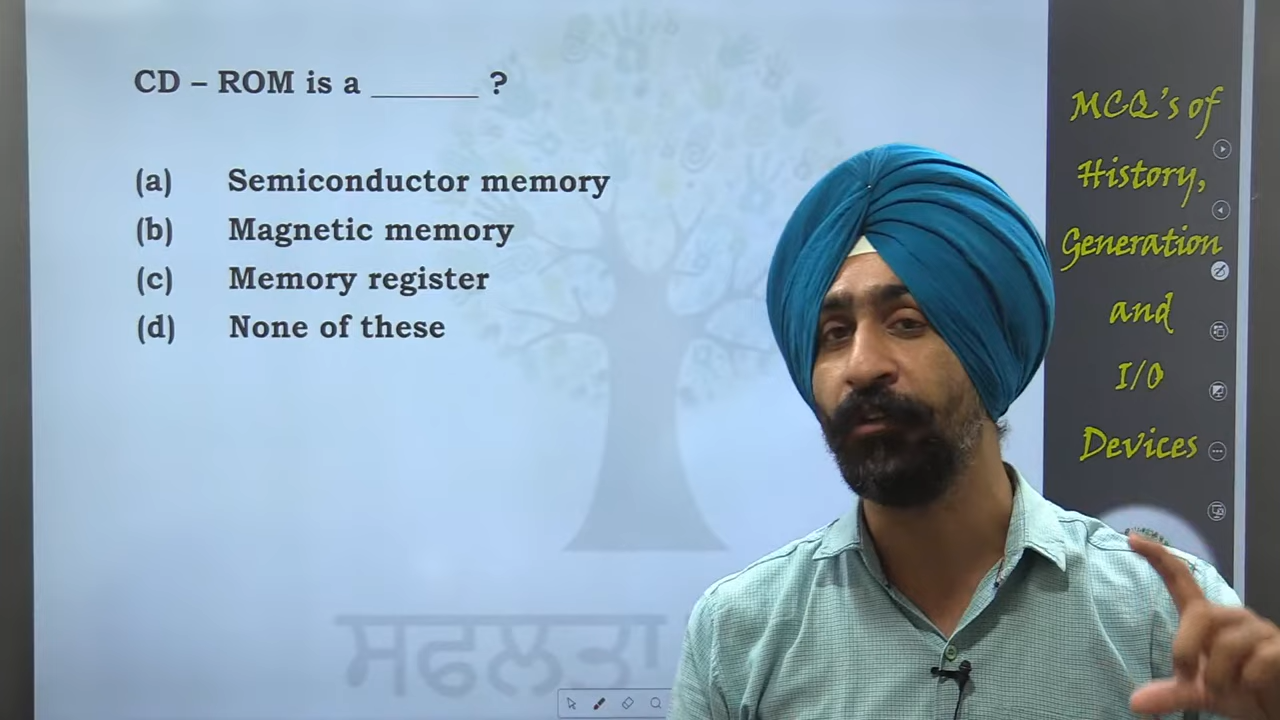 CD – ROM is a _______ ?
(a) Semiconductor memory
(b) Magnetic memory
(c) Memory register
(d) None of these
MCQ's of
History,
Generation
and
I/O
Devices
ਸਫਲਤਾ